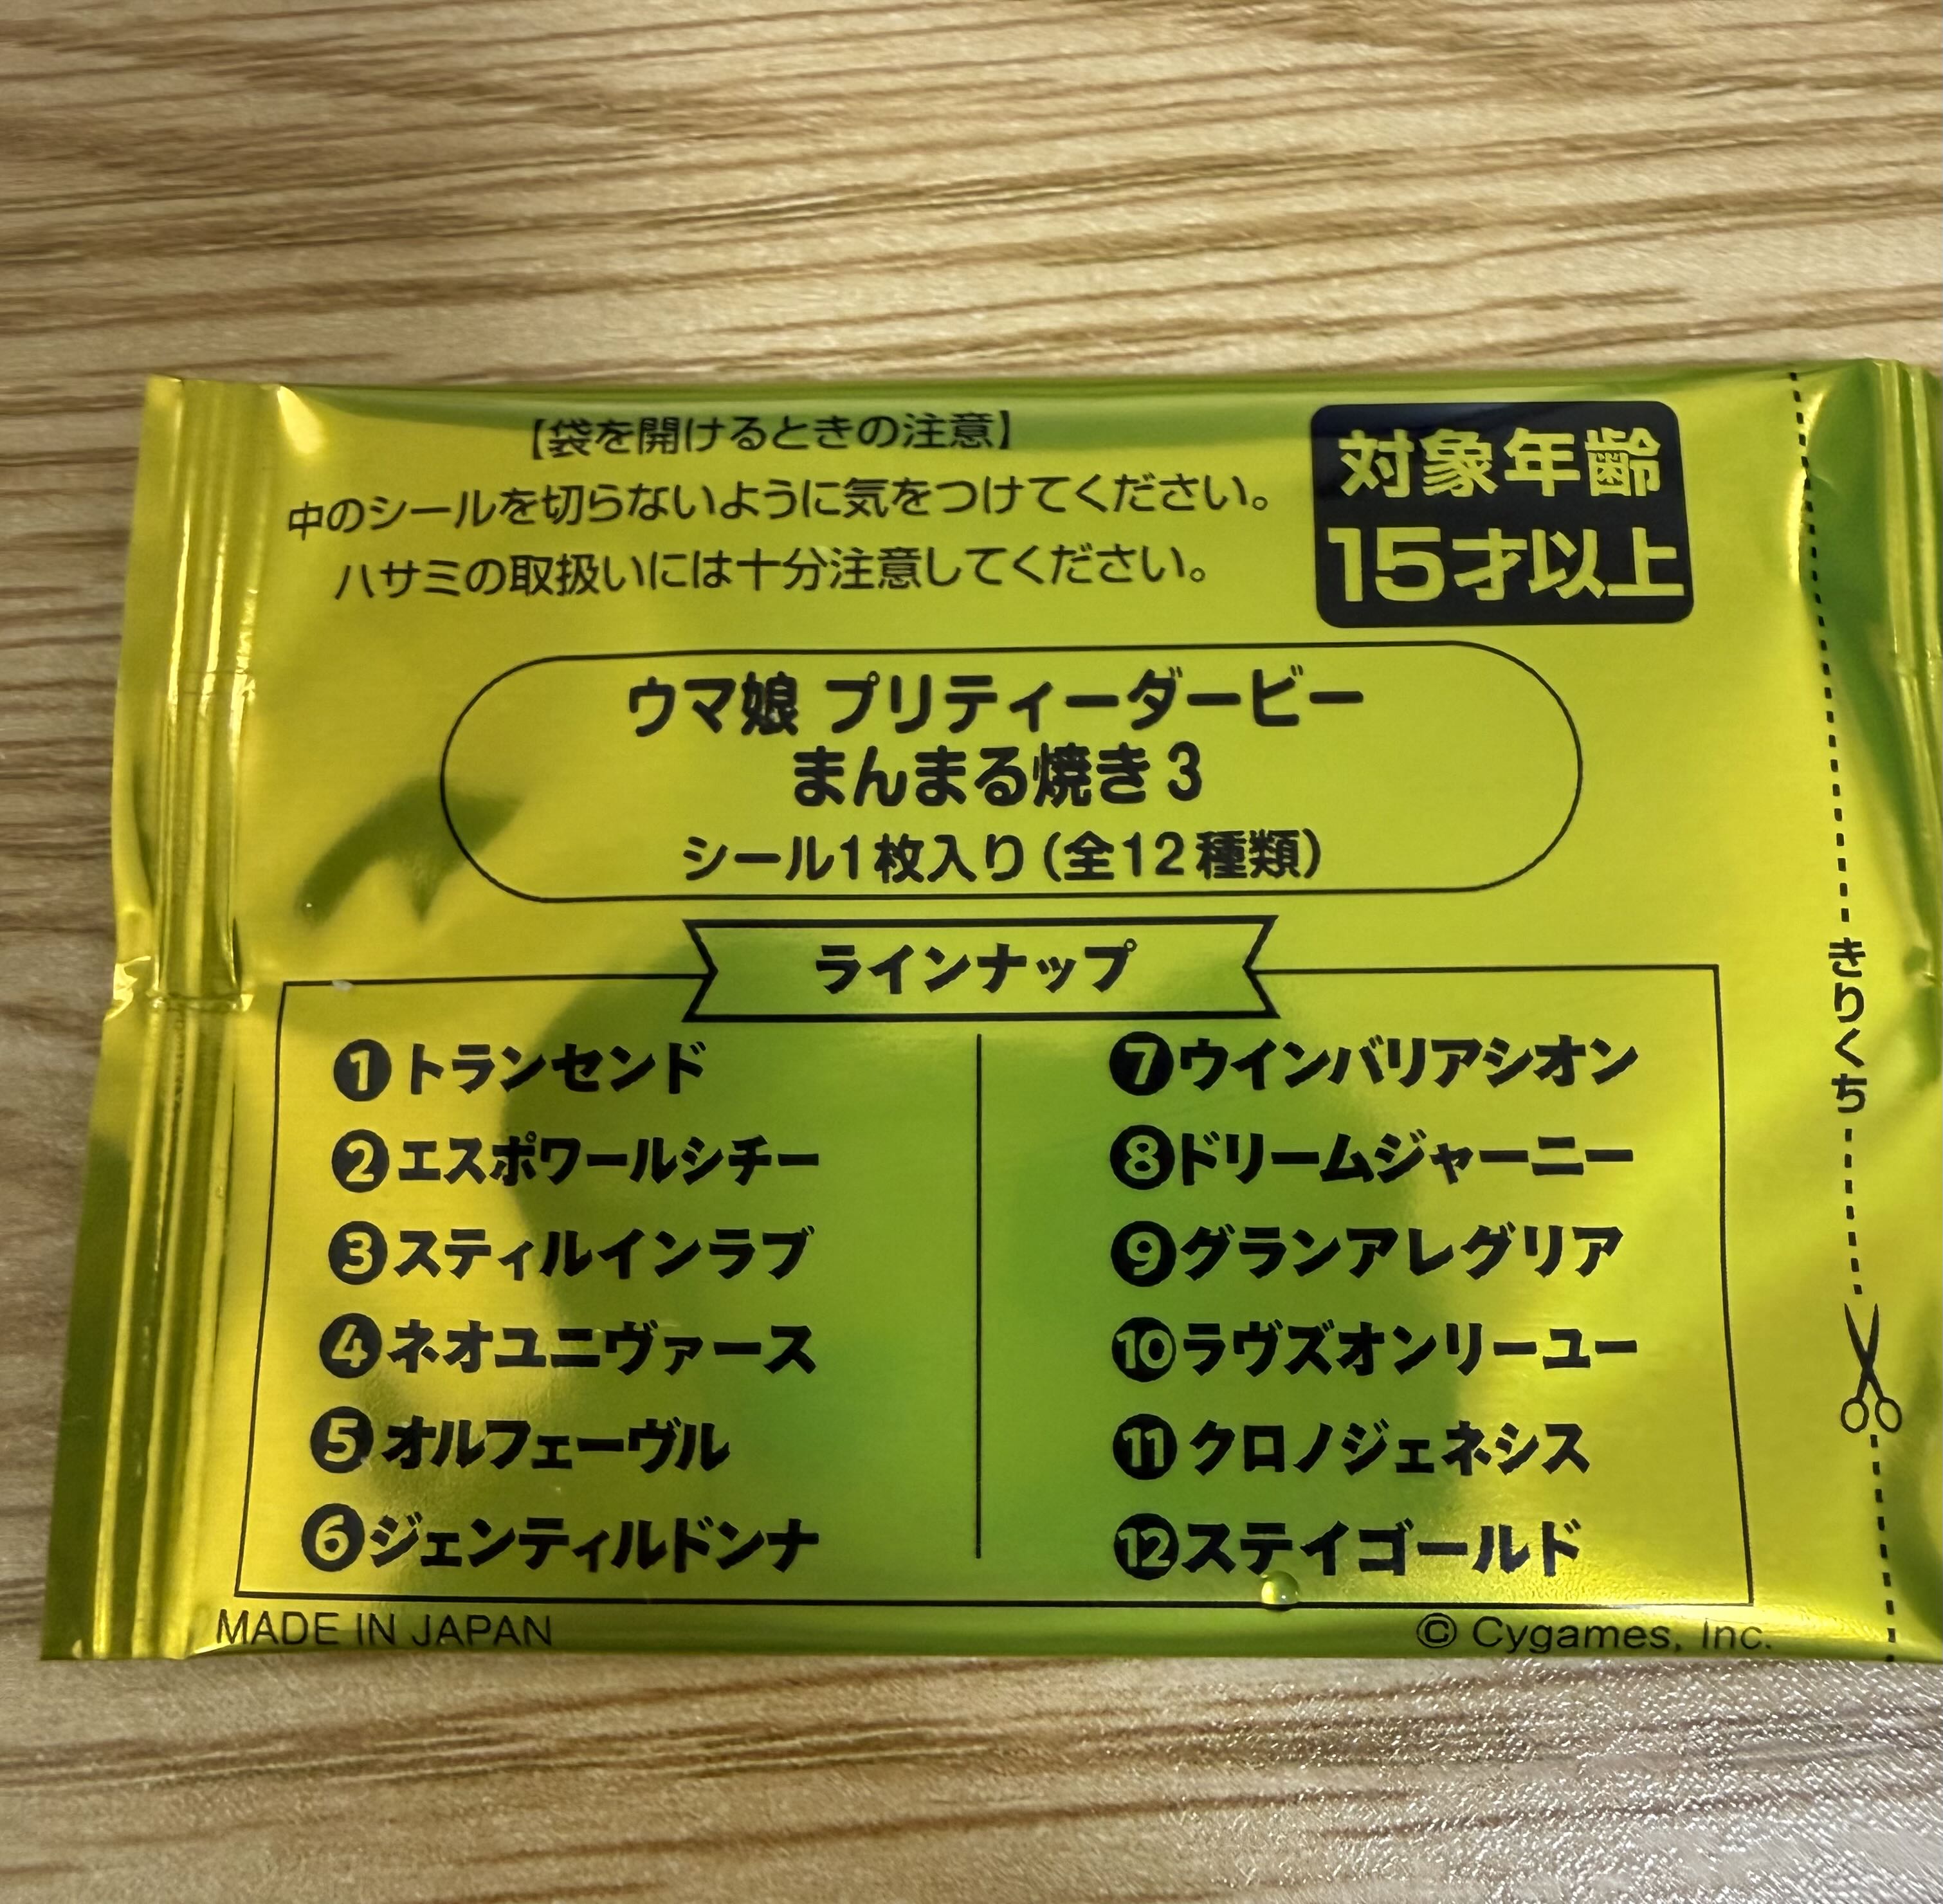 【袋を開けるときの注意】
中のシールを切らないように気をつけてください。
ハサミの取扱いには十分注意してください。
対象年齢
15才以上
ウマ娘 プリティーダービー
まんまる焼き3
シール1枚入り(全12種類)
ラインナップ
❶トランセンド
❷エスポワールシチー
❸スティルインラブ
❹ネオユニヴァース
❺オルフェーヴル
❻ジェンティルドンナ
❼ウインバリアシオン
❽ドリームジャーニー
❾グランアレグリア
❿ラヴズオンリーユー
⓫クロノジェネシス
⓬ステイゴールド
きりくち
MADE IN JAPAN
© Cygames, Inc.